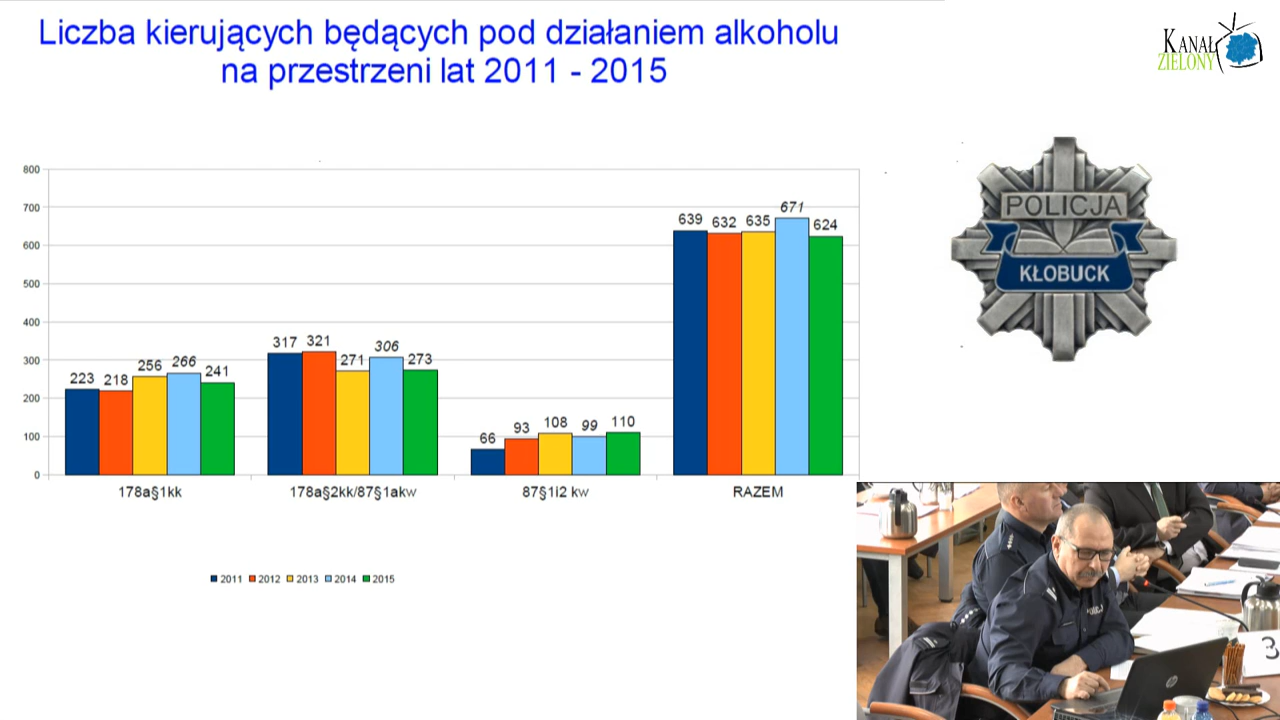 Liczba kierujących będących pod działaniem alkoholu
na przestrzeni lat 2011 - 2015
KANAŁ
ZIELONY
POLICJA
KŁOBUCK
800
700
600
500
400
300
200
100
0
223 218 256 266 241
317 321 271 306 273
66 93 108 99 110
639 632 635 671 624
178a§1kk 178a§2kk/87§1akw 87§1i2 kw RAZEM
2011 2012 2013 2014 2015
hp
3